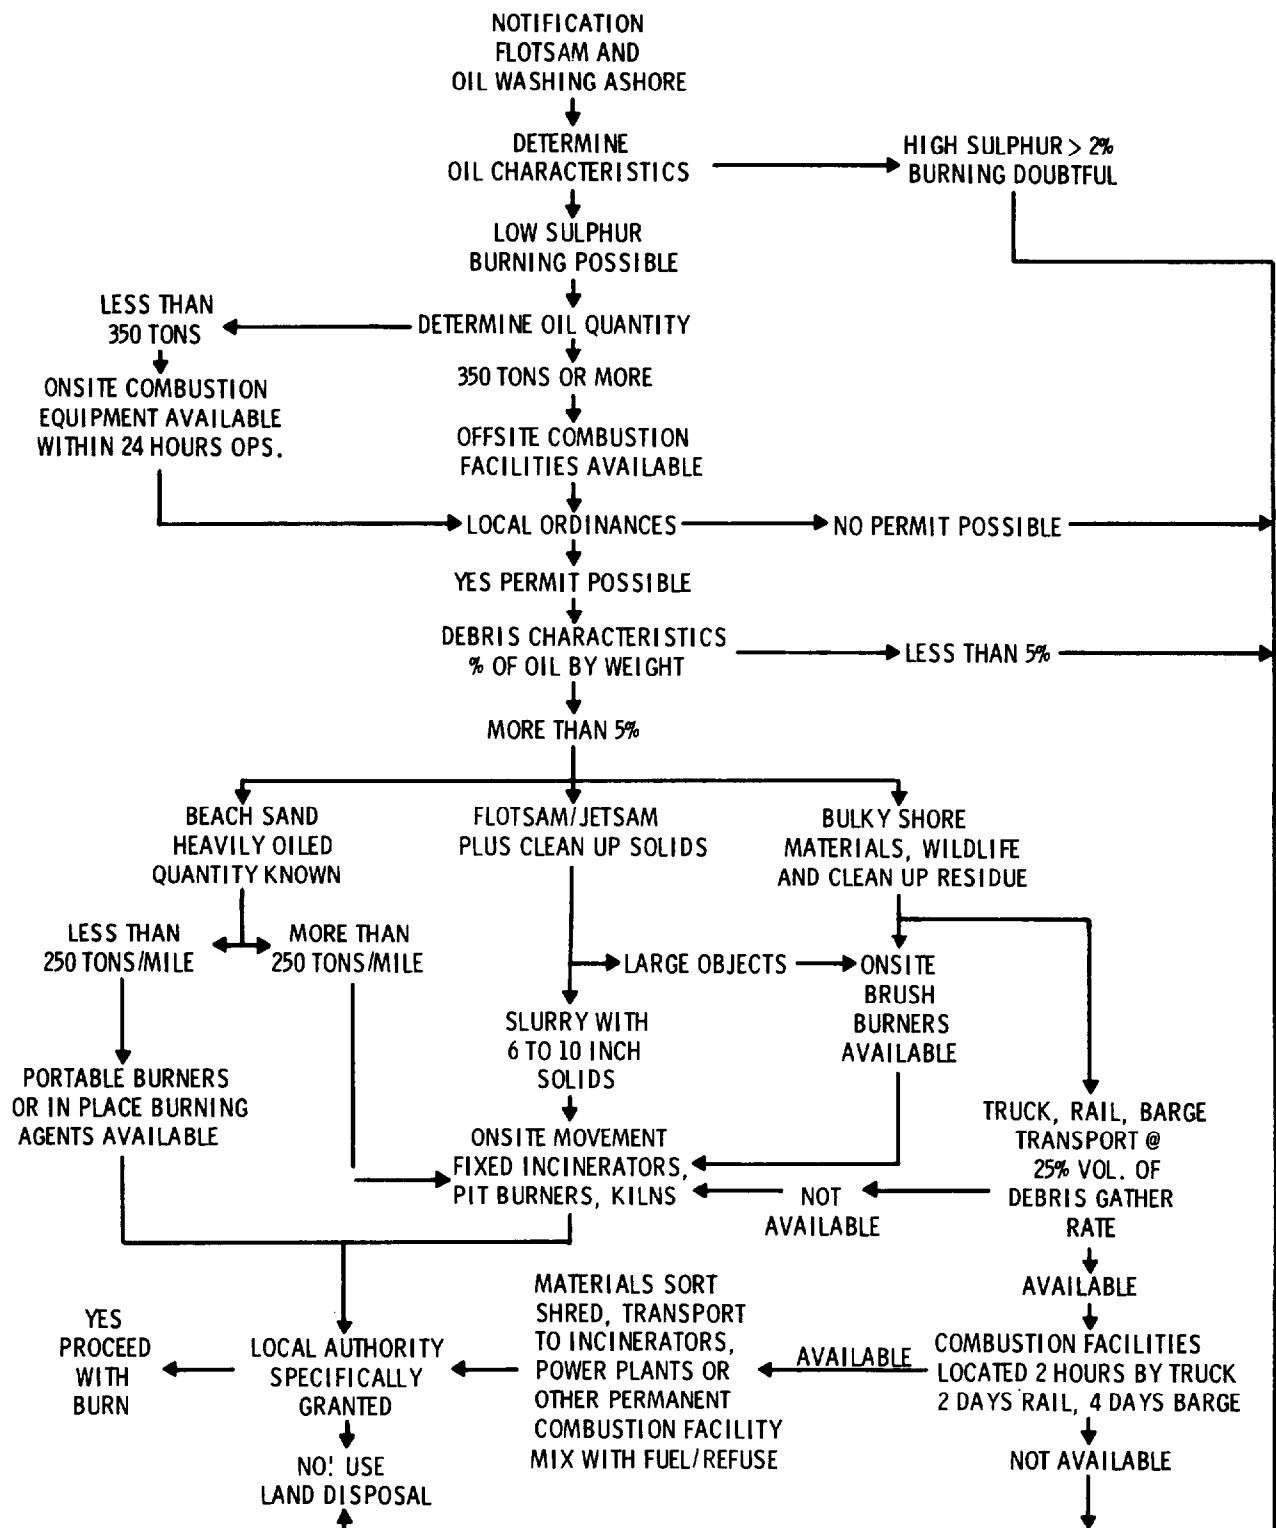 NOTIFICATION
FLOTSAM AND
OIL WASHING ASHORE
DETERMINE
OIL CHARACTERISTICS
HIGH SULPHUR > 2%
BURNING DOUBTFUL
LOW SULPHUR
BURNING POSSIBLE
LESS THAN
350 TONS
DETERMINE OIL QUANTITY
350 TONS OR MORE
ONSITE COMBUSTION
EQUIPMENT AVAILABLE
WITHIN 24 HOURS OPS.
OFFSITE COMBUSTION
FACILITIES AVAILABLE
LOCAL ORDINANCES
NO PERMIT POSSIBLE
YES PERMIT POSSIBLE
DEBRIS CHARACTERISTICS
% OF OIL BY WEIGHT
LESS THAN 5%
MORE THAN 5%
BEACH SAND
HEAVILY OILED
QUANTITY KNOWN
FLOTSAM/JETSAM
PLUS CLEAN UP SOLIDS
BULKY SHORE
MATERIALS, WILDLIFE
AND CLEAN UP RESIDUE
LESS THAN
250 TONS/MILE
MORE THAN
250 TONS/MILE
LARGE OBJECTS
ONSITE
BRUSH
BURNERS
AVAILABLE
SLURRY WITH
6 TO 10 INCH
SOLIDS
PORTABLE BURNERS
OR IN PLACE BURNING
AGENTS AVAILABLE
ONSITE MOVEMENT
FIXED INCINERATORS,
PIT BURNERS, KILNS
NOT
AVAILABLE
TRUCK, RAIL, BARGE
TRANSPORT @
25% VOL. OF
DEBRIS GATHER
RATE
AVAILABLE
YES
PROCEED
WITH
BURN
LOCAL AUTHORITY
SPECIFICALLY
GRANTED
MATERIALS SORT
SHRED, TRANSPORT
TO INCINERATORS,
POWER PLANTS OR
OTHER PERMANENT
COMBUSTION FACILITY
MIX WITH FUEL/REFUSE
AVAILABLE
COMBUSTION FACILITIES
LOCATED 2 HOURS BY TRUCK
2 DAYS RAIL, 4 DAYS BARGE
NO! USE
LAND DISPOSAL
NOT AVAILABLE